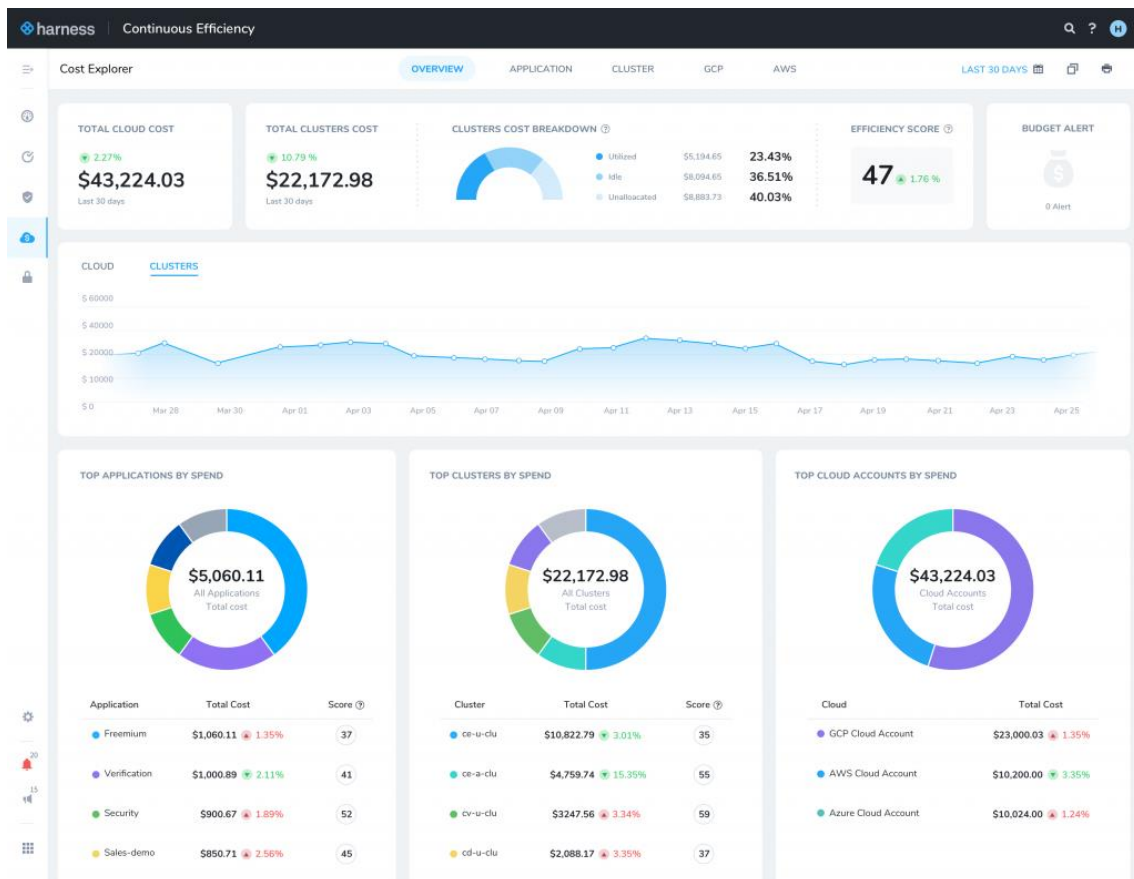 harness Continuous Efficiency
? H
Cost Explorer OVERVIEW APPLICATION CLUSTER GCP AWS LAST 30 DAYS
TOTAL CLOUD COST
2.27%
$43,224.03
Last 30 days
TOTAL CLUSTERS COST
10.79 %
$22,172.98
Last 30 days
CLUSTERS COST BREAKDOWN ?
Utilized $5,194.65 23.43%
Idle $8,094.65 36.51%
Unalloacated $8,883.73 40.03%
EFFICIENCY SCORE ?
47 1.76 %
BUDGET ALERT
$
0 Alert
CLOUD CLUSTERS
$ 60000
$ 40000
$ 20000
$ 10000
$ 0
Mar 28 Mar 30 Apr 01 Apr 03 Apr 05 Apr 07 Apr 09 Apr 11 Apr 13 Apr 15 Apr 17 Apr 19 Apr 21 Apr 23 Apr 25
TOP APPLICATIONS BY SPEND
$5,060.11
All Applications
Total cost
Application Total Cost Score ?
Freemium $1,060.11 1.35% 37
Verification $1,000.89 2.11% 41
Security $900.67 1.89% 52
Sales-demo $850.71 2.56% 45
TOP CLUSTERS BY SPEND
$22,172.98
All Clusters
Total cost
Cluster Total Cost Score ?
ce-u-clu $10,822.79 3.01% 35
ce-a-clu $4,759.74 15.35% 55
cv-u-clu $3247.56 3.34% 59
cd-u-clu $2,088.17 3.35% 37
TOP CLOUD ACCOUNTS BY SPEND
$43,224.03
Cloud Accounts
Total cost
Cloud Total Cost
GCP Cloud Account $23,000.03 1.35%
AWS Cloud Account $10,200.00 3.35%
Azure Cloud Account $10,024.00 1.24%
20
15